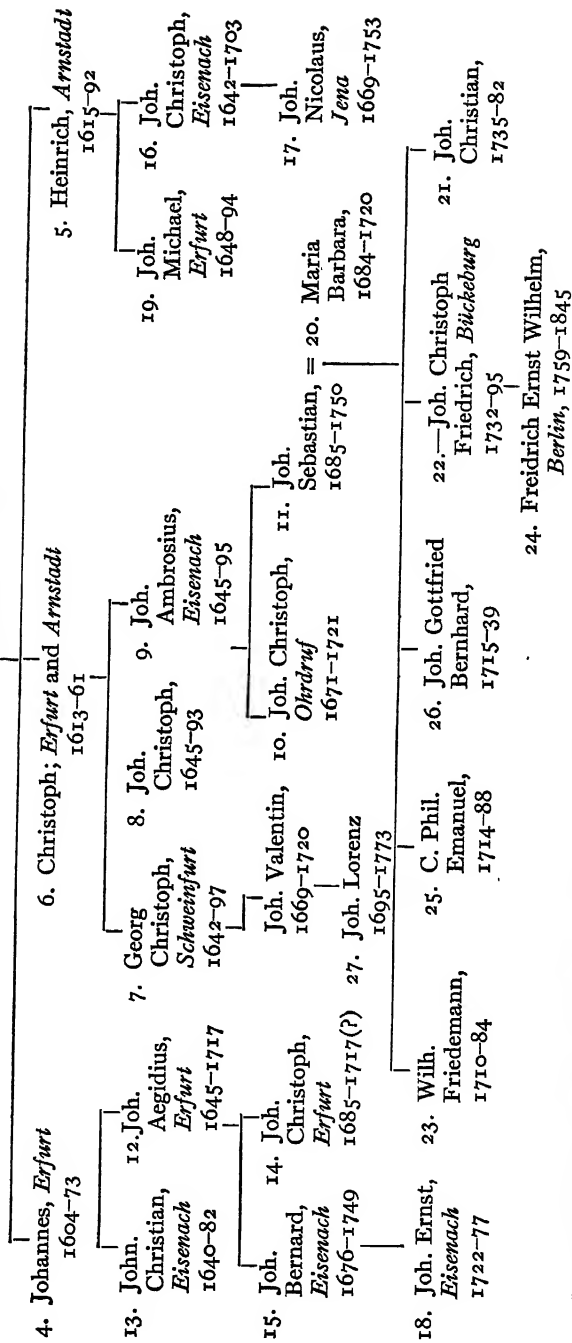 4. Johannes, Erfurt
1604–73
6. Christoph; Erfurt and Arnstadt
1613–61
5. Heinrich, Arnstadt
1615–92
13. John.
Christian,
Eisenach
1640–82
12.Joh.
Aegidius,
Erfurt
1645–1717
7. Georg
Christoph,
Schweinfurt
1642–97
8. Joh.
Christoph,
1645–93
9. Joh.
Ambrosius,
Eisenach
1645–95
19. Joh.
Michael,
Erfurt
1648–94
16. Joh.
Christoph,
Eisenach
1642–1703
15. Joh.
Bernard,
Eisenach
1676–1749
14. Joh.
Christoph,
Erfurt
1685–1717(?)
Joh. Valentin,
1669–1720
10. Joh. Christoph,
Ohrdruf
1671–1721
11. Joh.
Sebastian, =
1685–1750
20. Maria
Barbara,
1684–1720
17. Joh.
Nicolaus,
Jena
1669–1753
18. Joh. Ernst,
Eisenach
1722–77
27. Joh. Lorenz
1695–1773
23. Wilh.
Friedemann,
1710–84
25. C. Phil.
Emanuel,
1714–88
26. Joh. Gottfried
Bernhard,
1715–39
22.—Joh. Christoph
Friedrich, Bückeburg
1732–95
21. Joh.
Christian,
1735–82
24. Freidrich Ernst Wilhelm,
Berlin, 1759–1845